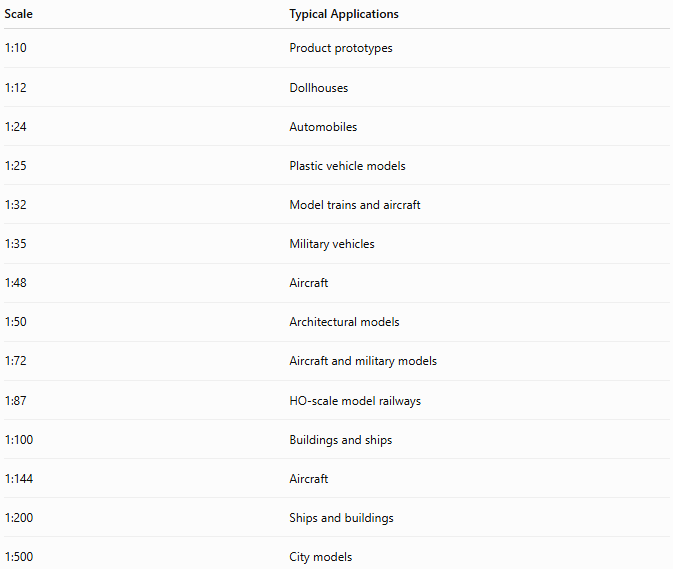 Scale Typical Applications
1:10 Product prototypes
1:12 Dollhouses
1:24 Automobiles
1:25 Plastic vehicle models
1:32 Model trains and aircraft
1:35 Military vehicles
1:48 Aircraft
1:50 Architectural models
1:72 Aircraft and military models
1:87 HO-scale model railways
1:100 Buildings and ships
1:144 Aircraft
1:200 Ships and buildings
1:500 City models